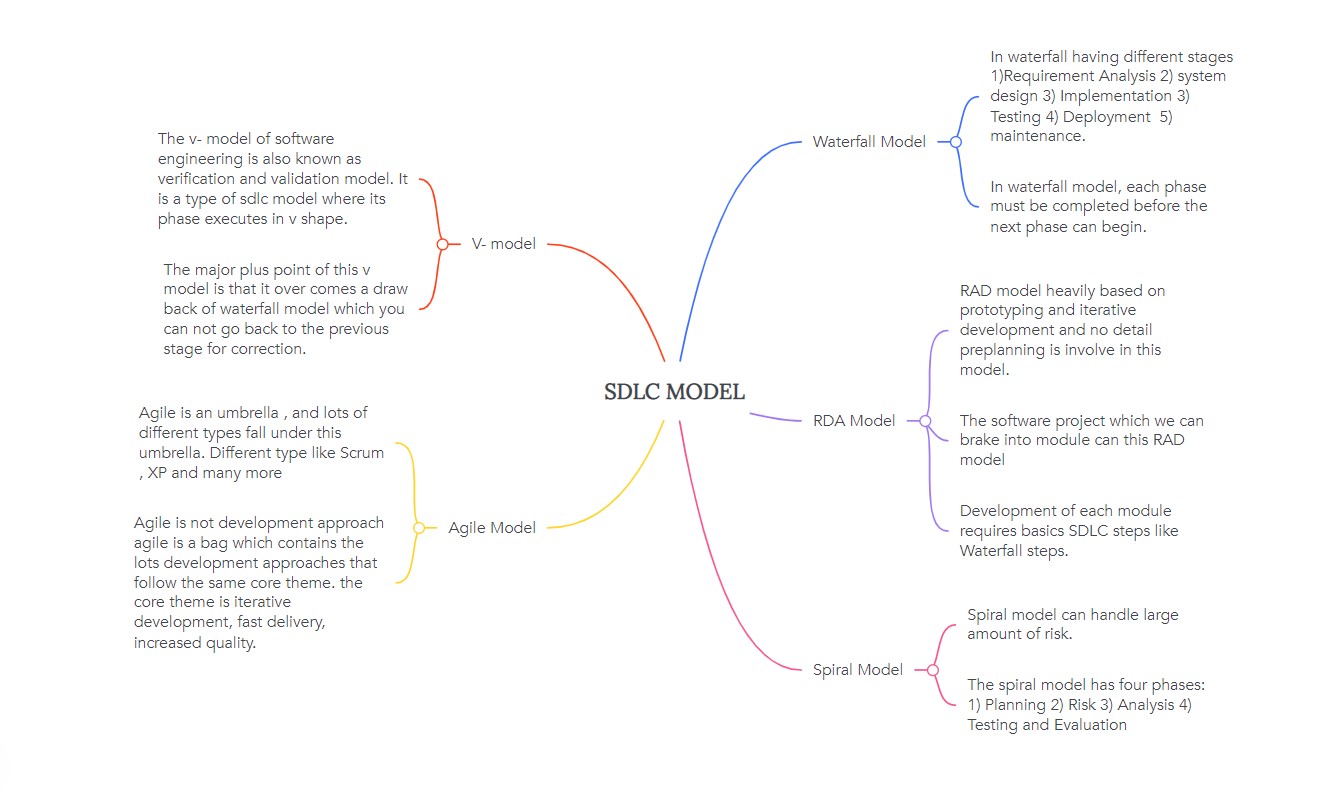 SDLC MODEL
Waterfall Model
In waterfall having different stages
1)Requirement Analysis 2) system
design 3) Implementation 3)
Testing 4) Deployment  5)
maintenance.
In waterfall model, each phase
must be completed before the
next phase can begin.
RDA Model
RAD model heavily based on
prototyping and iterative
development and no detail
preplanning is involve in this
model.
The software project which we can
brake into module can this RAD
model
Development of each module
requires basics SDLC steps like
Waterfall steps.
Spiral Model
Spiral model can handle large
amount of risk.
The spiral model has four phases:
1) Planning 2) Risk 3) Analysis 4)
Testing and Evaluation
V- model
The v- model of software
engineering is also known as
verification and validation model. It
is a type of sdlc model where its
phase executes in v shape.
The major plus point of this v
model is that it over comes a draw
back of waterfall model which you
can not go back to the previous
stage for correction.
Agile Model
Agile is an umbrella , and lots of
different types fall under this
umbrella. Different type like Scrum
, XP and many more
Agile is not development approach
agile is a bag which contains the
lots development approaches that
follow the same core theme. the
core theme is iterative
development, fast delivery,
increased quality.